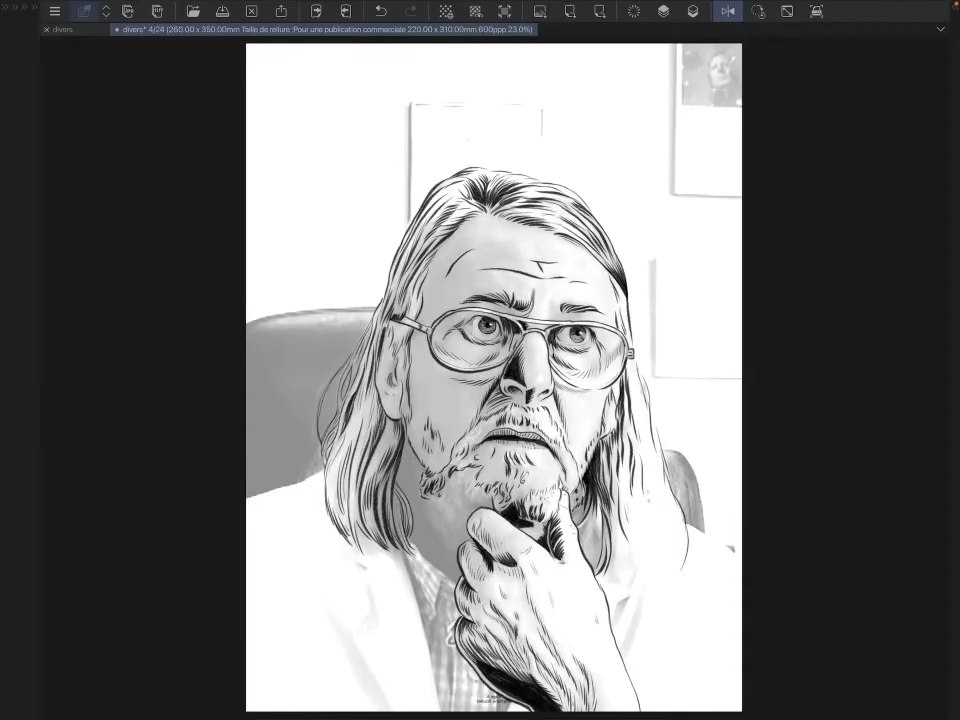 divers
divers* 4/24 (260.00 x 350.00mm Taille de reliure :Pour une publication commerciale 220.00 x 310.00mm 600ppp 23.0%)